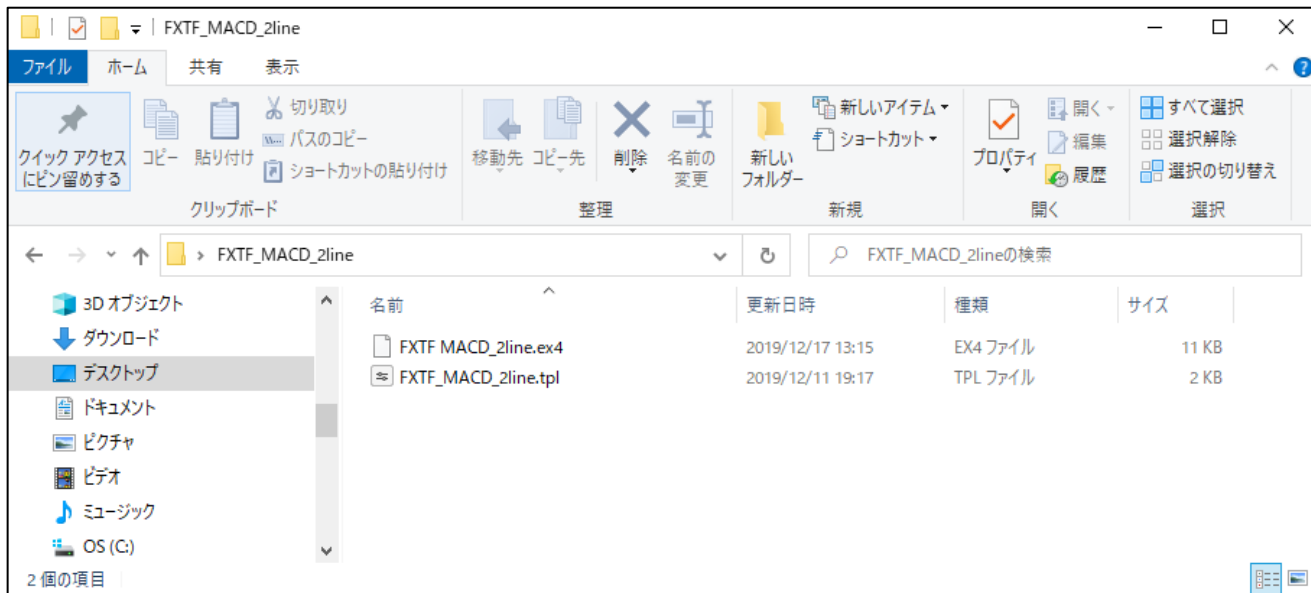 FXTF_MACD_2line
ファイル ホーム 共有 表示
クイック アクセス
にピン留めする
コピー
貼り付け
切り取り
パスのコピー
ショートカットの貼り付け
クリップボード
移動先
コピー先
削除
名前の
変更
整理
新しい
フォルダー
新しいアイテム
ショートカット
新規
プロパティ
開く
編集
履歴
開く
すべて選択
選択解除
選択の切り替え
選択
FXTF_MACD_2line
FXTF_MACD_2lineの検索
3D オブジェクト
ダウンロード
デスクトップ
ドキュメント
ピクチャ
ビデオ
ミュージック
OS (C:)
名前 更新日時 種類 サイズ
FXTF MACD_2line.ex4 2019/12/17 13:15 EX4 ファイル 11 KB
FXTF_MACD_2line.tpl 2019/12/11 19:17 TPL ファイル 2 KB
2 個の項目